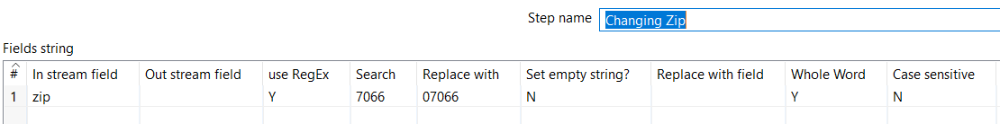 Step name Changing Zip
Fields string
# In stream field Out stream field use RegEx Search Replace with Set empty string? Replace with field Whole Word Case sensitive
1 zip Y 7066 07066 N Y N